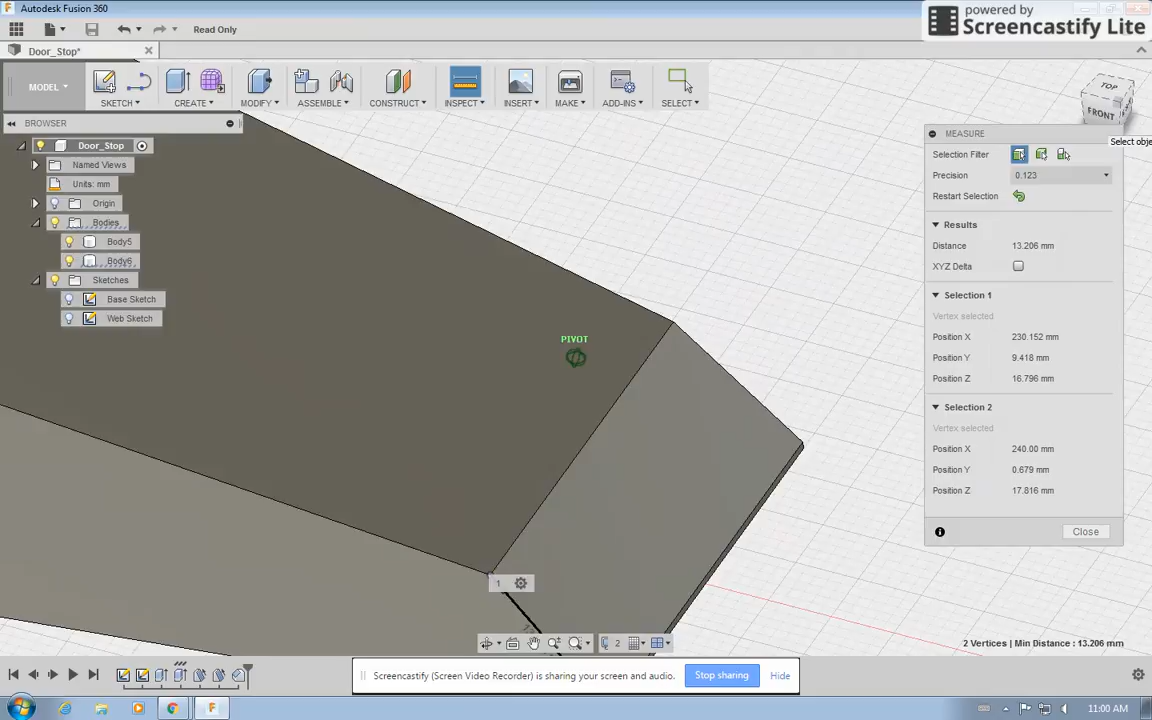 Autodesk Fusion 360
powered by
Screencastify Lite
Read Only
Door_Stop*
MODEL
SKETCH
CREATE
MODIFY
ASSEMBLE
CONSTRUCT
INSPECT
INSERT
MAKE
ADD-INS
SELECT
TOP
FRONT
BROWSER
Door_Stop
Named Views
Units: mm
Origin
Bodies
Body5
Body6
Sketches
Base Sketch
Web Sketch
PIVOT
1
MEASURE
Select obje
Selection Filter
Precision 0.123
Restart Selection
Results
Distance 13.206 mm
XYZ Delta
Selection 1
Vertex selected
Position X 230.152 mm
Position Y 9.418 mm
Position Z 16.796 mm
Selection 2
Vertex selected
Position X 240.00 mm
Position Y 0.679 mm
Position Z 17.816 mm
Close
2
2 Vertices | Min Distance : 13.206 mm
Screencastify (Screen Video Recorder) is sharing your screen and audio.
Stop sharing
Hide
11:00 AM